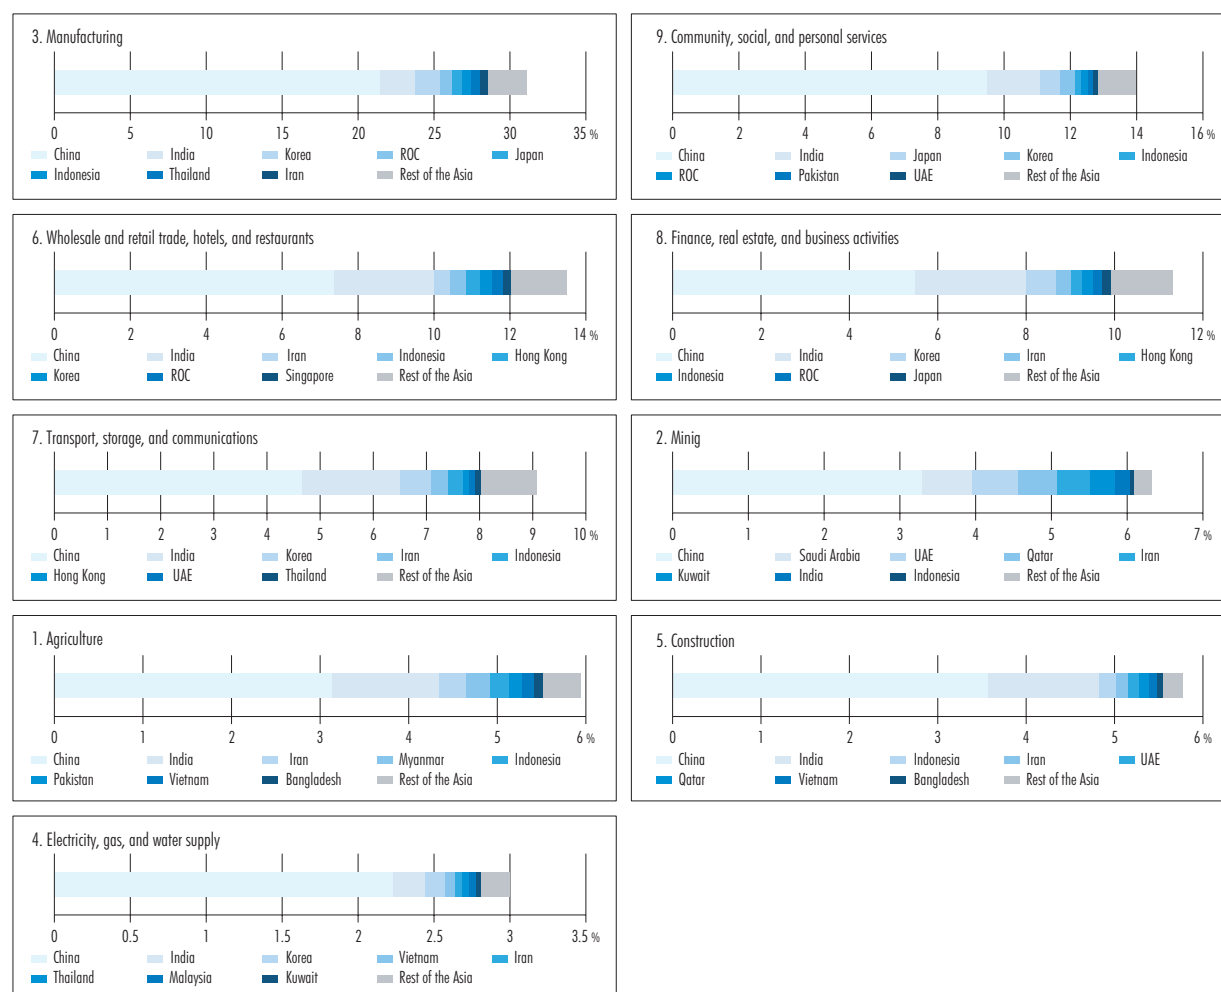 3. Manufacturing
0 5 10 15 20 25 30 35 %
China India Korea ROC Japan
Indonesia Thailand Iran Rest of the Asia
9. Community, social, and personal services
0 2 4 6 8 10 12 14 16 %
China India Japan Korea Indonesia
ROC Pakistan UAE Rest of the Asia
6. Wholesale and retail trade, hotels, and restaurants
0 2 4 6 8 10 12 14 %
China India Iran Indonesia Hong Kong
Korea ROC Singapore Rest of the Asia
8. Finance, real estate, and business activities
0 2 4 6 8 10 12 %
China India Korea Iran Hong Kong
Indonesia ROC Japan Rest of the Asia
7. Transport, storage, and communications
0 1 2 3 4 5 6 7 8 9 10 %
China India Korea Iran Indonesia
Hong Kong UAE Thailand Rest of the Asia
2. Minig
0 1 2 3 4 5 6 7 %
China Saudi Arabia UAE Qatar Iran
Kuwait India Indonesia Rest of the Asia
1. Agriculture
0 1 2 3 4 5 6 %
China India Iran Myanmar Indonesia
Pakistan Vietnam Bangladesh Rest of the Asia
5. Construction
0 1 2 3 4 5 6 %
China India Indonesia Iran UAE
Qatar Vietnam Bangladesh Rest of the Asia
4. Electricity, gas, and water supply
0 0.5 1 1.5 2 2.5 3 3.5 %
China India Korea Vietnam Iran
Thailand Malaysia Kuwait Rest of the Asia